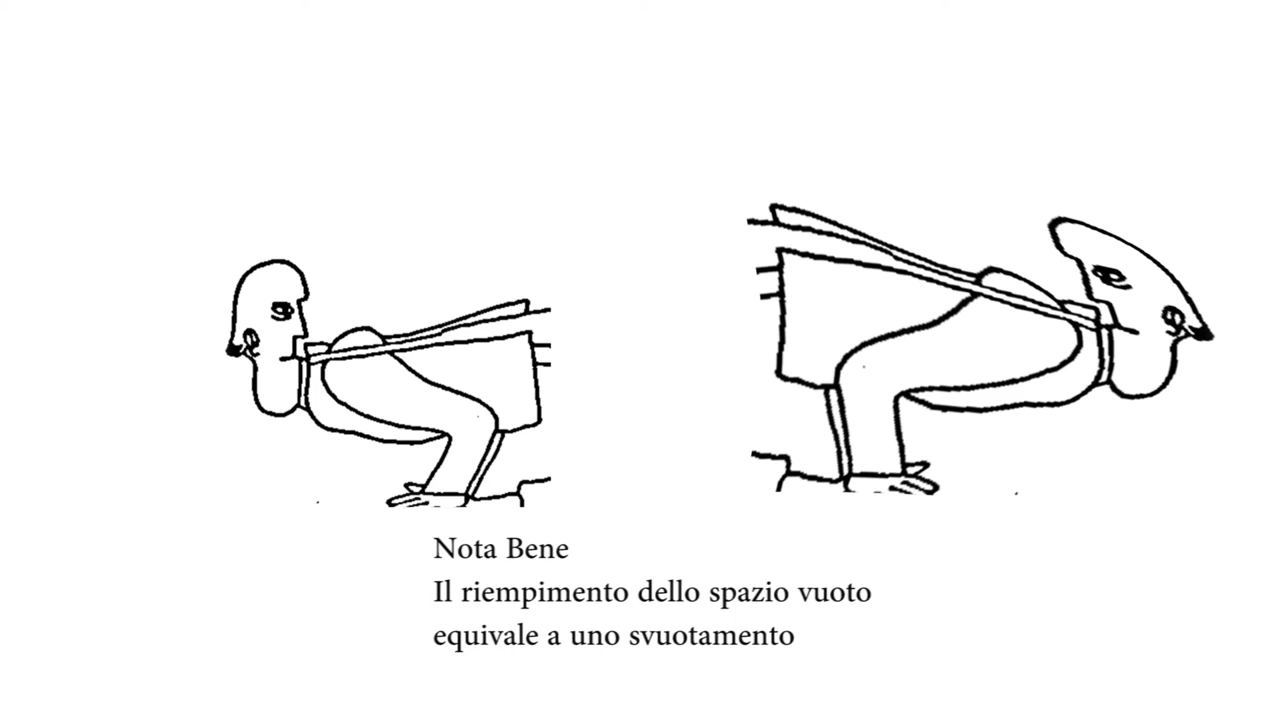 Nota Bene
Il riempimento dello spazio vuoto
equivale a uno svuotamento